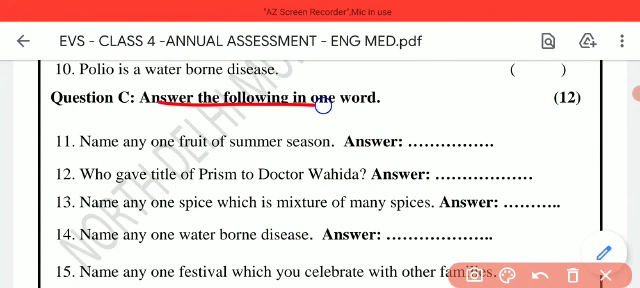 "AZ Screen Recorder",Mic in use
EVS - CLASS 4 -ANNUAL ASSESSMENT - ENG MED.pdf
10. Polio is a water borne disease. ( )
Question C: Answer the following in one word. (12)
11. Name any one fruit of summer season. Answer: …………….
12. Who gave title of Prism to Doctor Wahida? Answer: ………………
13. Name any one spice which is mixture of many spices. Answer: ………..
14. Name any one water borne disease. Answer: ………………..
15. Name any one festival which you celebrate with other families.